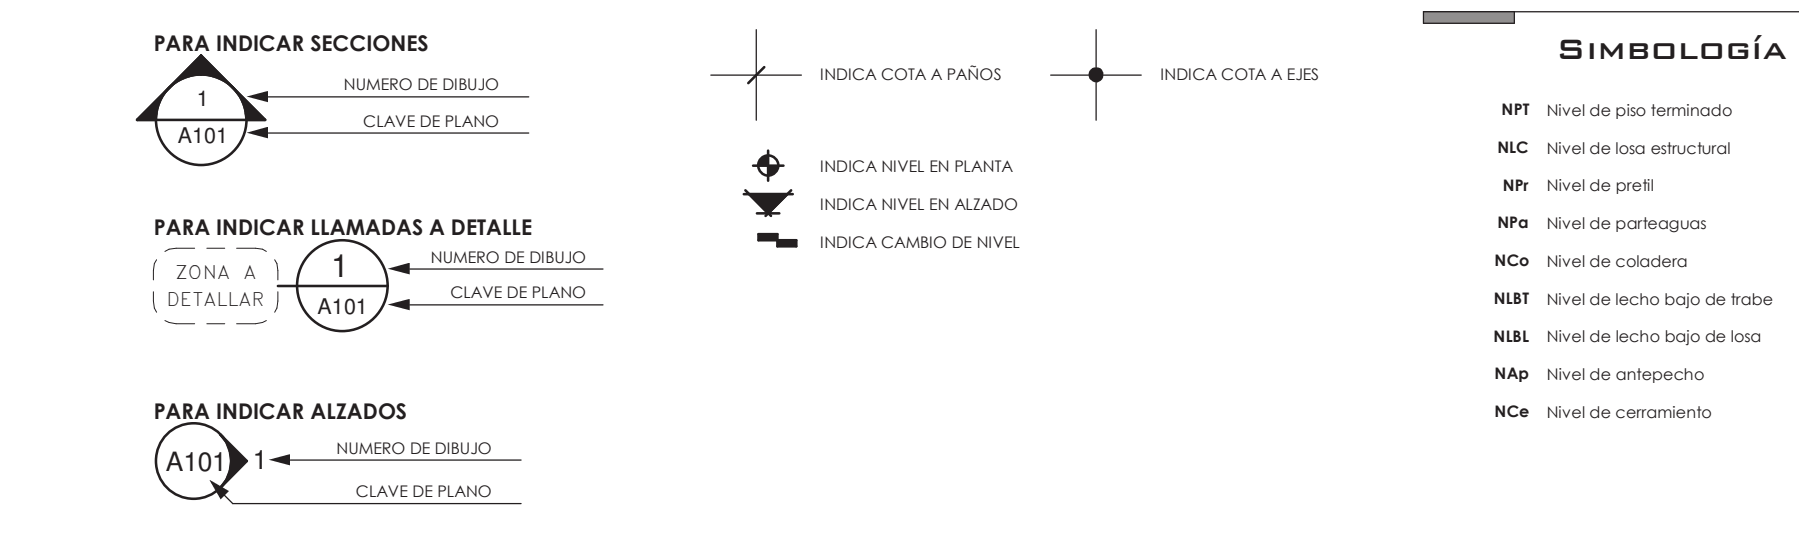 PARA INDICAR SECCIONES
1
A101
NUMERO DE DIBUJO
CLAVE DE PLANO
PARA INDICAR LLAMADAS A DETALLE
ZONA A
DETALLAR
1
A101
NUMERO DE DIBUJO
CLAVE DE PLANO
PARA INDICAR ALZADOS
A101
1
NUMERO DE DIBUJO
CLAVE DE PLANO
INDICA COTA A PAÑOS
INDICA COTA A EJES
INDICA NIVEL EN PLANTA
INDICA NIVEL EN ALZADO
INDICA CAMBIO DE NIVEL
SIMBOLOGÍA
NPT Nivel de piso terminado
NLC Nivel de losa estructural
NPr Nivel de pretil
NPa Nivel de parteaguas
NCo Nivel de coladera
NLBT Nivel de lecho bajo de trabe
NLBL Nivel de lecho bajo de losa
NAp Nivel de antepecho
NCe Nivel de cerramiento